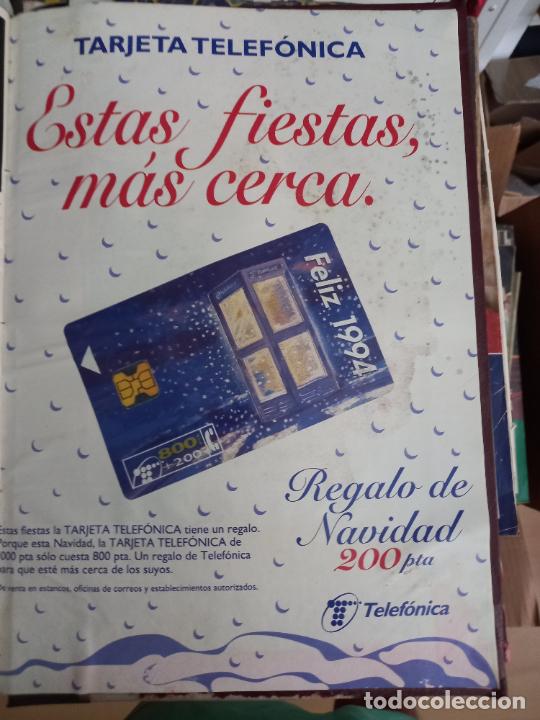 TARJETA TELEFÓNICA
Estas fiestas,
más cerca.
Feliz 1994
800
+200
Regalo de
Navidad
200 pta
Estas fiestas la TARJETA TELEFÓNICA tiene un regalo.
Porque esta Navidad, la TARJETA TELEFÓNICA de
000 pta sólo cuesta 800 pta. Un regalo de Telefónica
para que esté más cerca de los suyos.
De venta en estancos, oficinas de correos y establecimientos autorizados.
Telefónica
todocoleccion